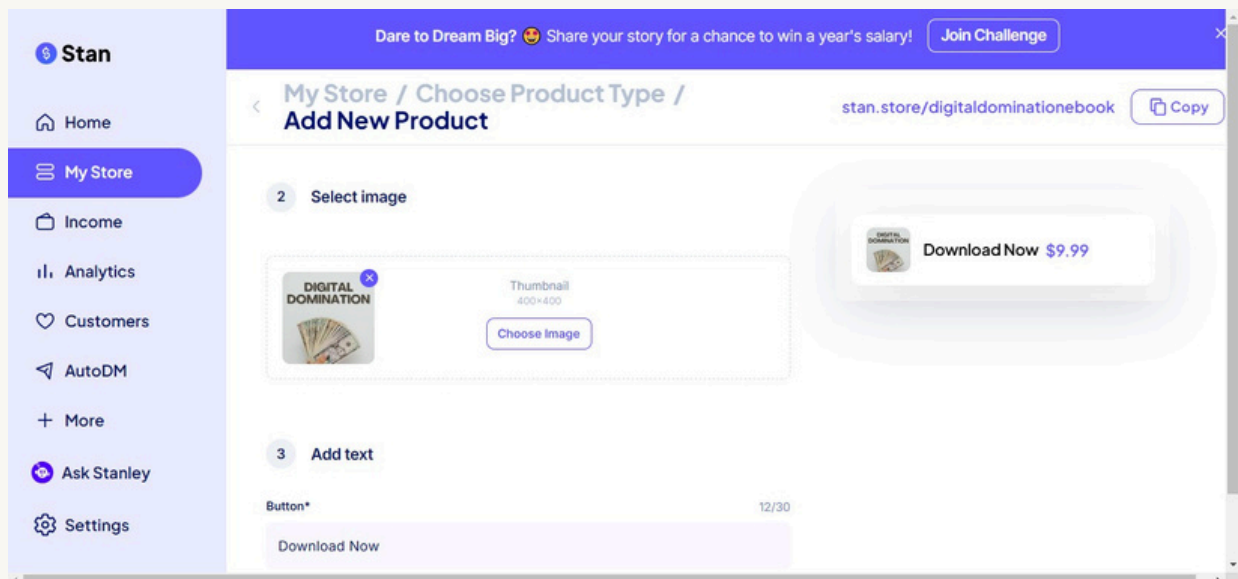 Stan
Home
My Store
Income
Analytics
Customers
AutoDM
More
Ask Stanley
Settings
Dare to Dream Big? 🤩 Share your story for a chance to win a year's salary!
Join Challenge
My Store / Choose Product Type /
Add New Product
stan.store/digitaldominationebook
Copy
2 Select image
DIGITAL
DOMINATION
Thumbnail
400×400
Choose Image
DIGITAL
DOMINATION
Download Now $9.99
3 Add text
Button* 12/30
Download Now